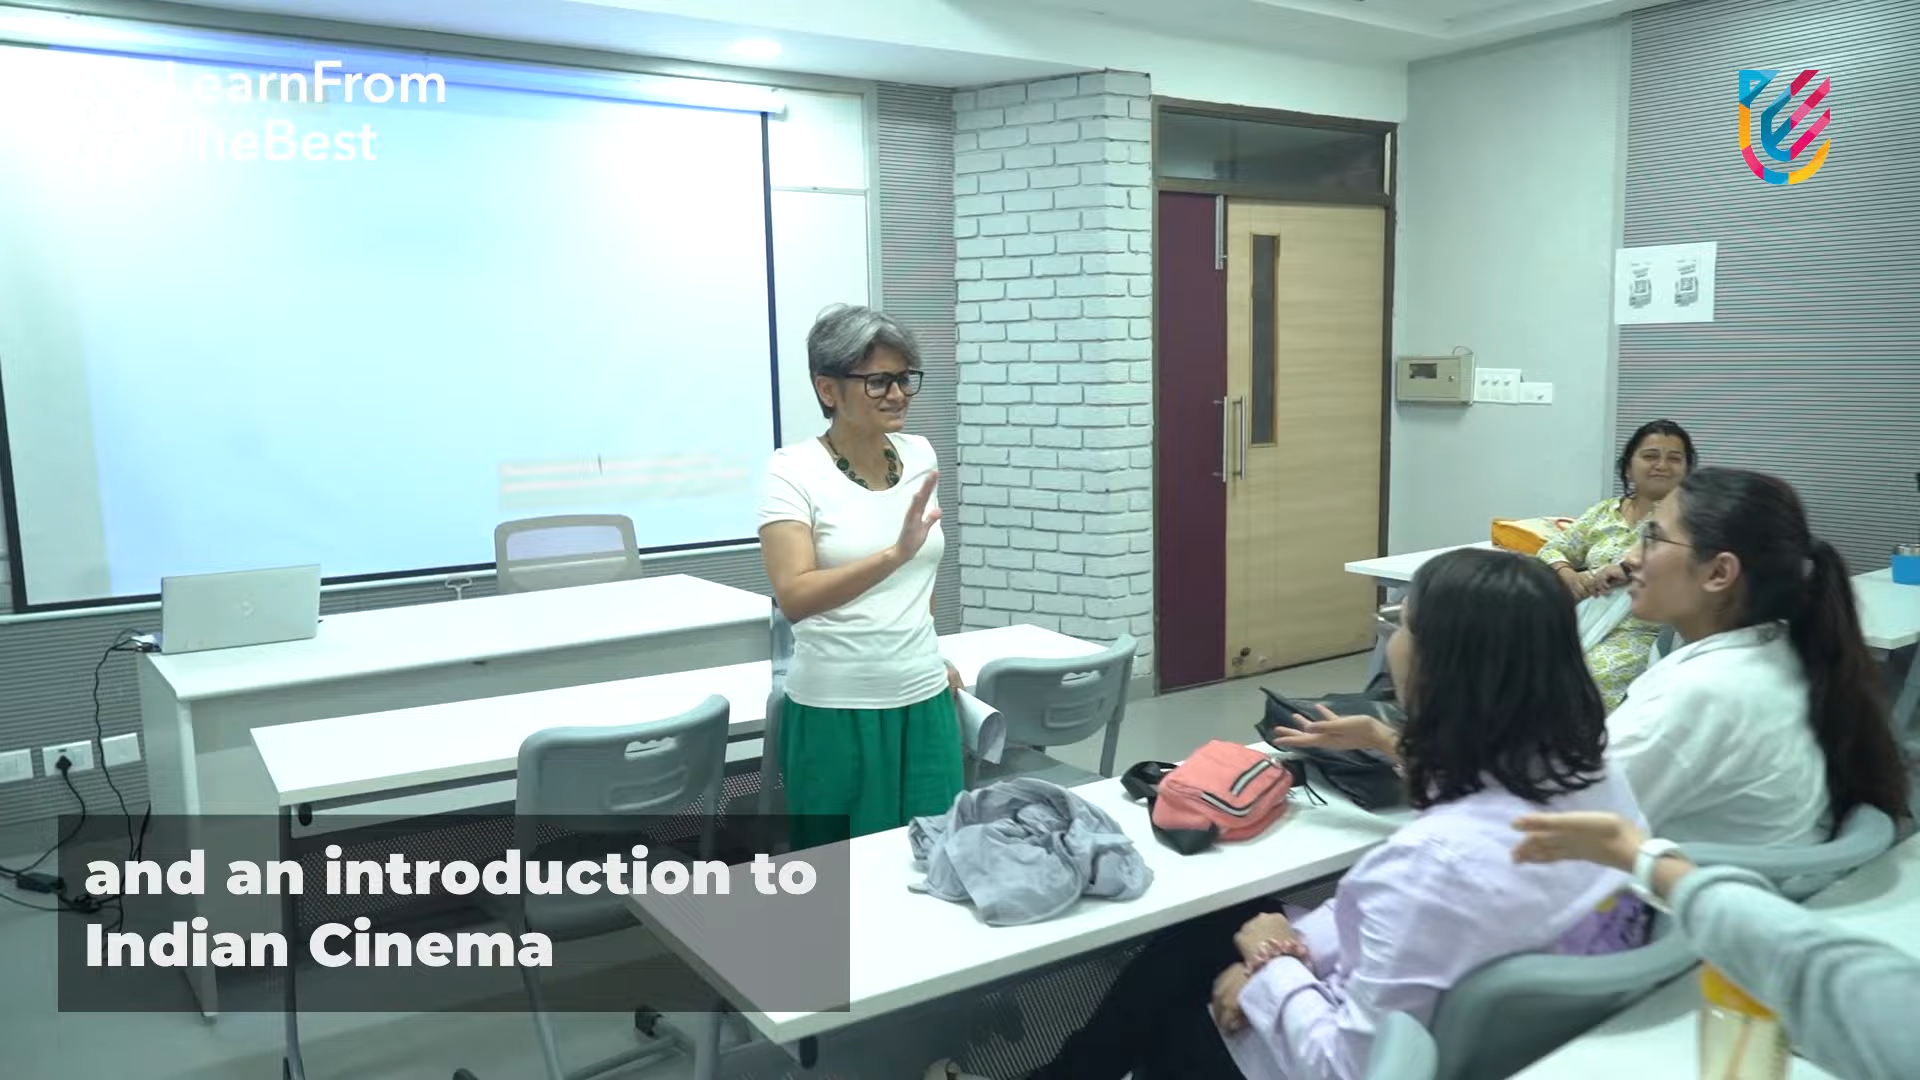 #LearnFrom
TheBest
and an introduction to
Indian Cinema